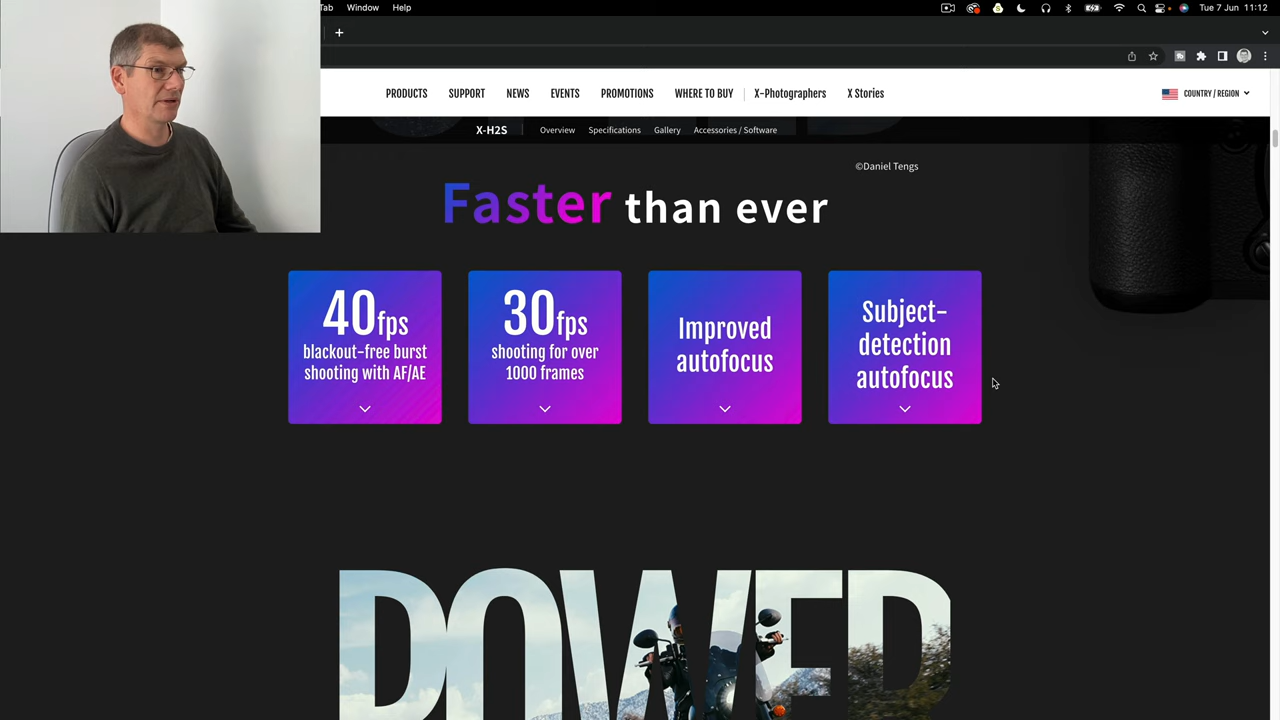 Tab Window Help
Tue 7 Jun 11:12
PRODUCTS SUPPORT NEWS EVENTS PROMOTIONS WHERE TO BUY X-Photographers X Stories
COUNTRY / REGION
X-H2S Overview Specifications Gallery Accessories / Software
©Daniel Tengs
Faster than ever
40fps
blackout-free burst
shooting with AF/AE
30fps
shooting for over
1000 frames
Improved
autofocus
Subject-
detection
autofocus
POWER